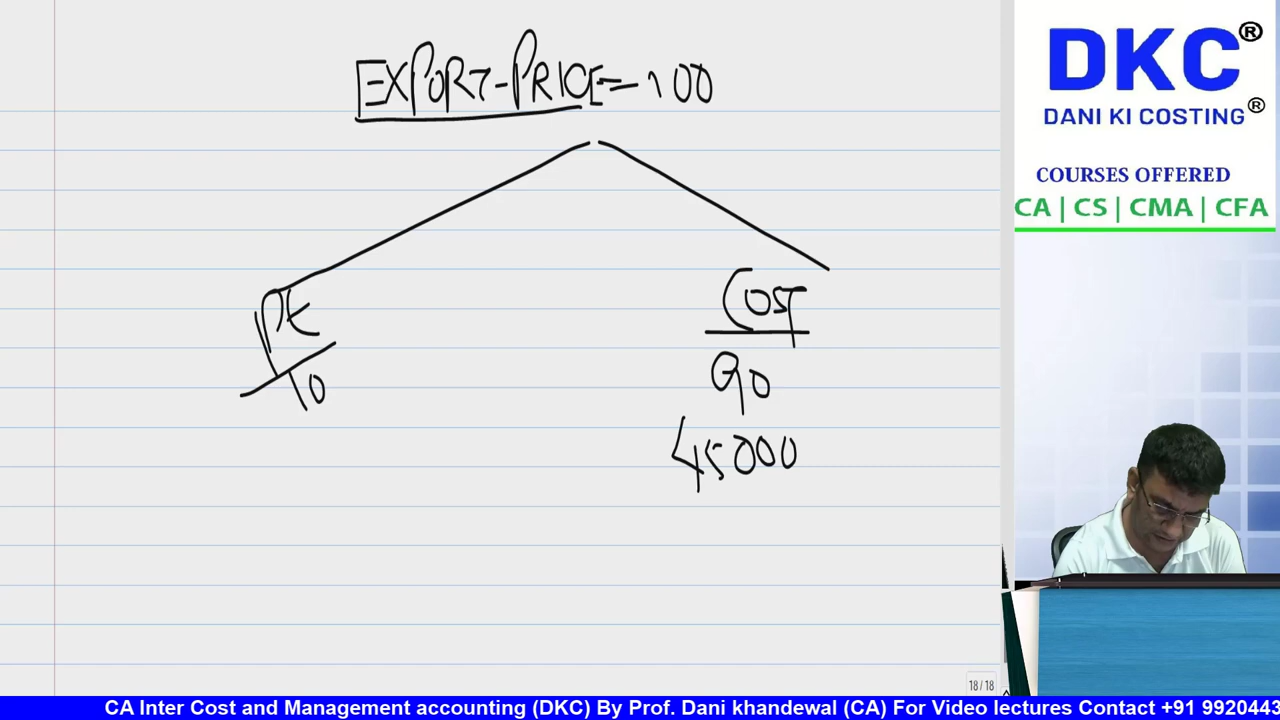 EXPORT-PRICE=100
PE
10
COST
90
45000
DKC®
DANI KI COSTING®
COURSES OFFERED
CA | CS | CMA | CFA
18/18
CA Inter Cost and Management accounting (DKC) By Prof. Dani khandewal (CA) For Video lectures Contact +91 9920443